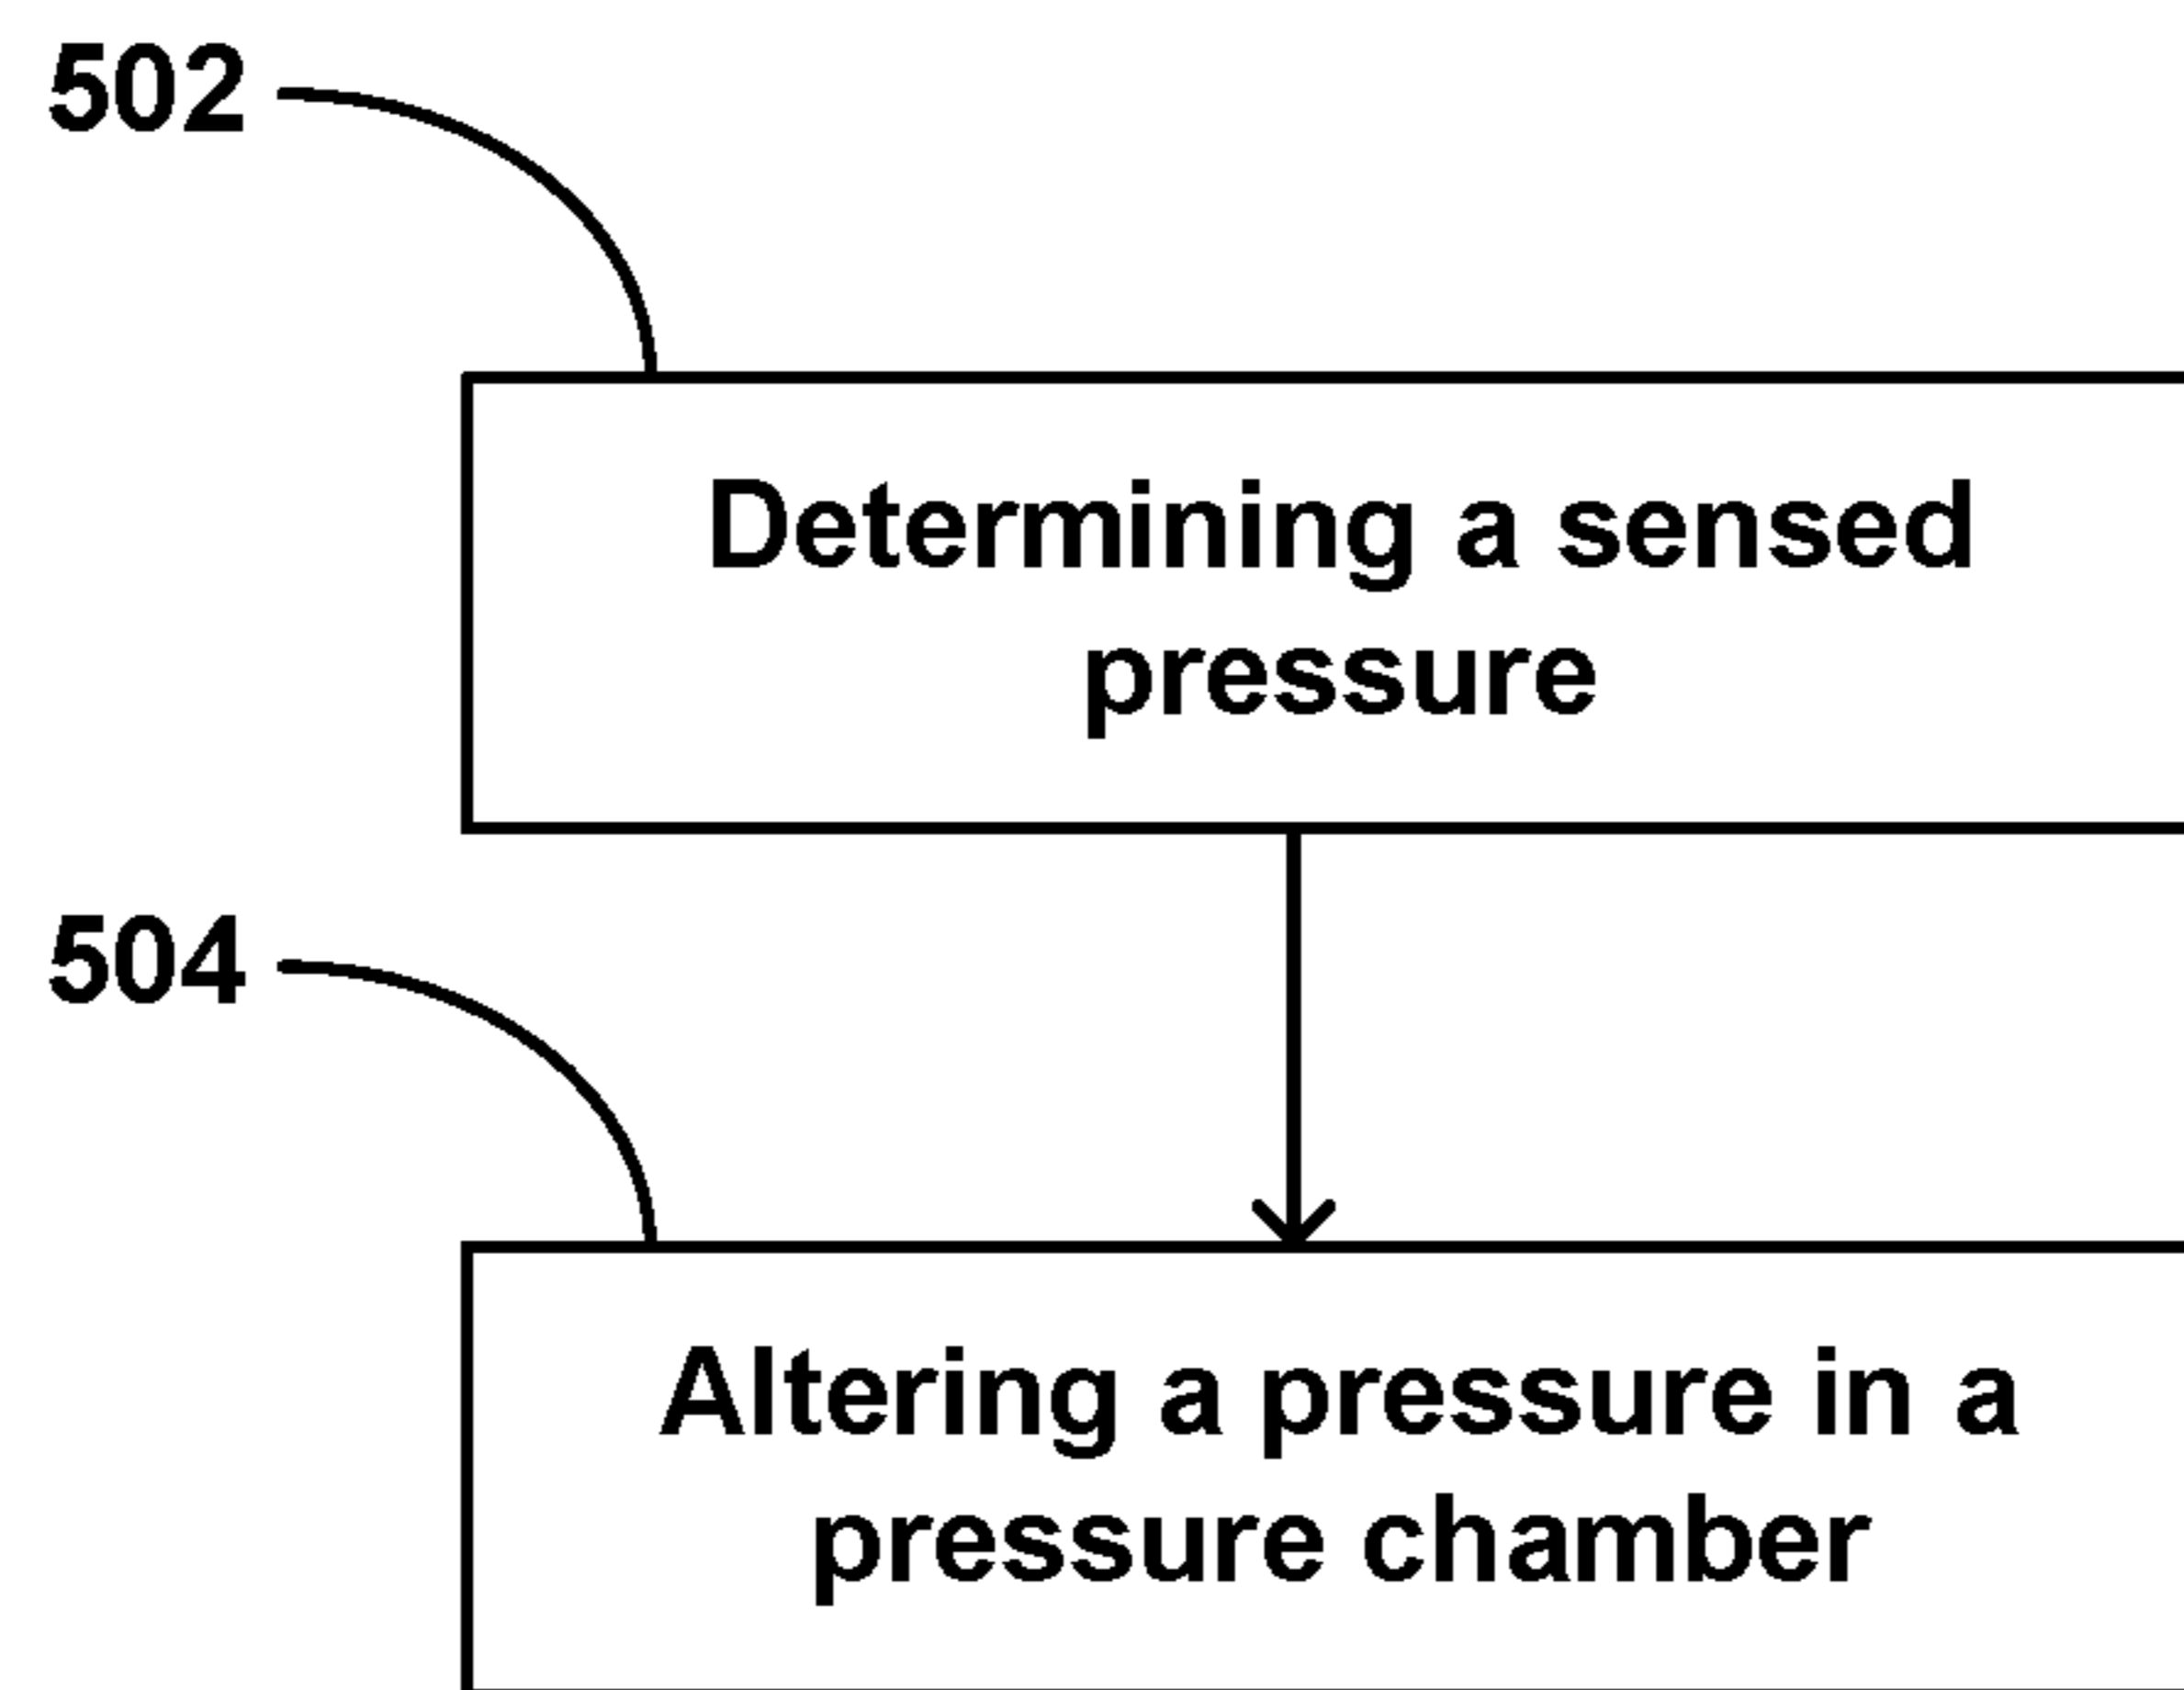 502
Determining a sensed
pressure
504
Altering a pressure in a
pressure chamber